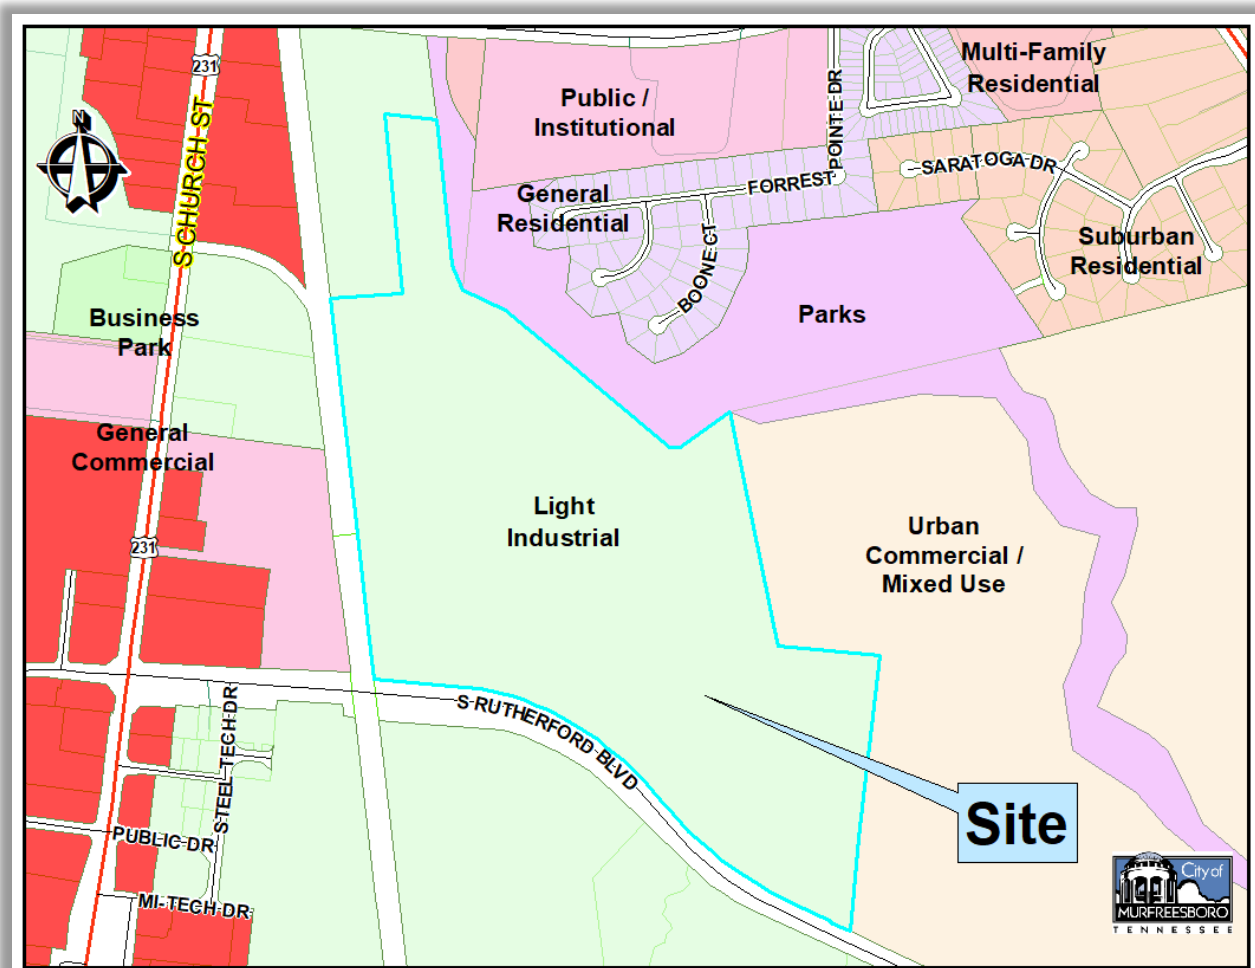 231
S CHURCH ST
N
Public /
Institutional
POINTE DR
Multi-Family
Residential
SARATOGA DR
General
Residential
FORREST
BOONE CT
Suburban
Residential
Business
Park
Parks
General
Commercial
Light
Industrial
Urban
Commercial /
Mixed Use
231
S RUTHERFORD BLVD
STEEL TECH DR
PUBLIC DR
MI-TECH DR
Site
City of
MURFREESBORO
TENNESSEE